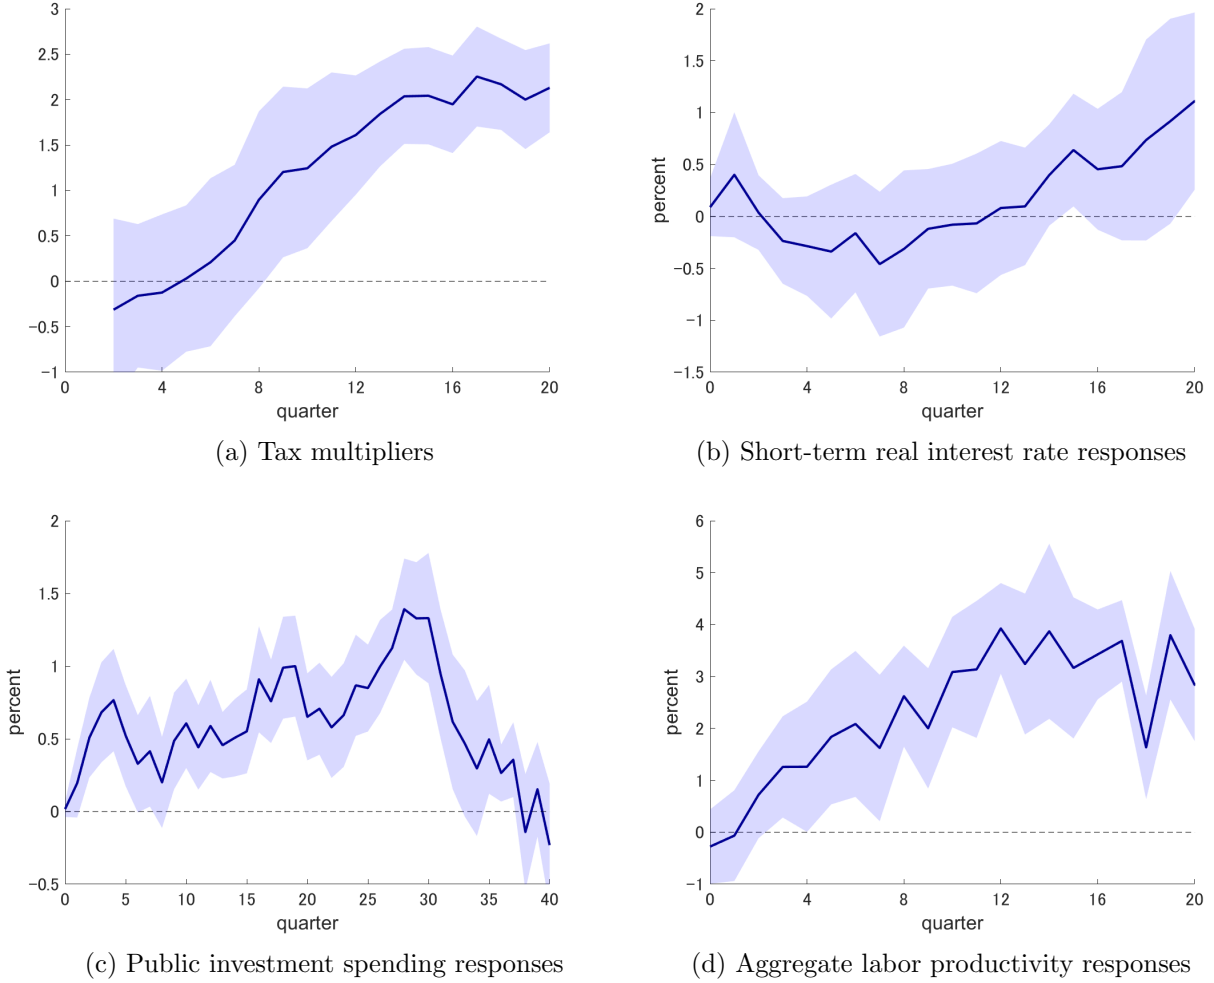 3
2.5
2
1.5
1
0.5
0
−0.5
−1
0 4 8 12 16 20
quarter
(a) Tax multipliers
percent
2
1.5
1
0.5
0
−0.5
−1
−1.5
0 4 8 12 16 20
quarter
(b) Short-term real interest rate responses
percent
2
1.5
1
0.5
0
−0.5
0 5 10 15 20 25 30 35 40
quarter
(c) Public investment spending responses
percent
6
5
4
3
2
1
0
−1
0 4 8 12 16 20
quarter
(d) Aggregate labor productivity responses